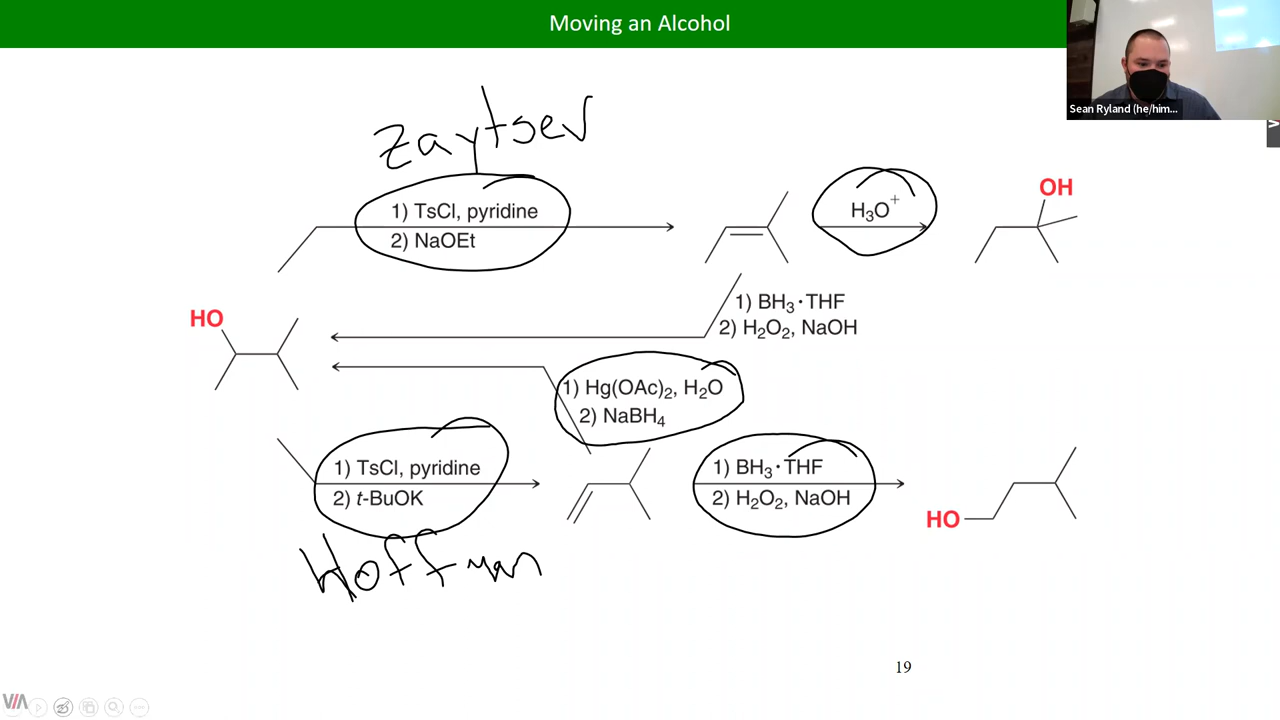 Moving an Alcohol
Sean Ryland (he/him...
Zaytsev
1) TsCl, pyridine
2) NaOEt
H₃O⁺
OH
1) BH₃·THF
2) H₂O₂, NaOH
HO
1) Hg(OAc)₂, H₂O
2) NaBH₄
1) TsCl, pyridine
2) t-BuOK
1) BH₃·THF
2) H₂O₂, NaOH
HO
Hoffman
19
VIA